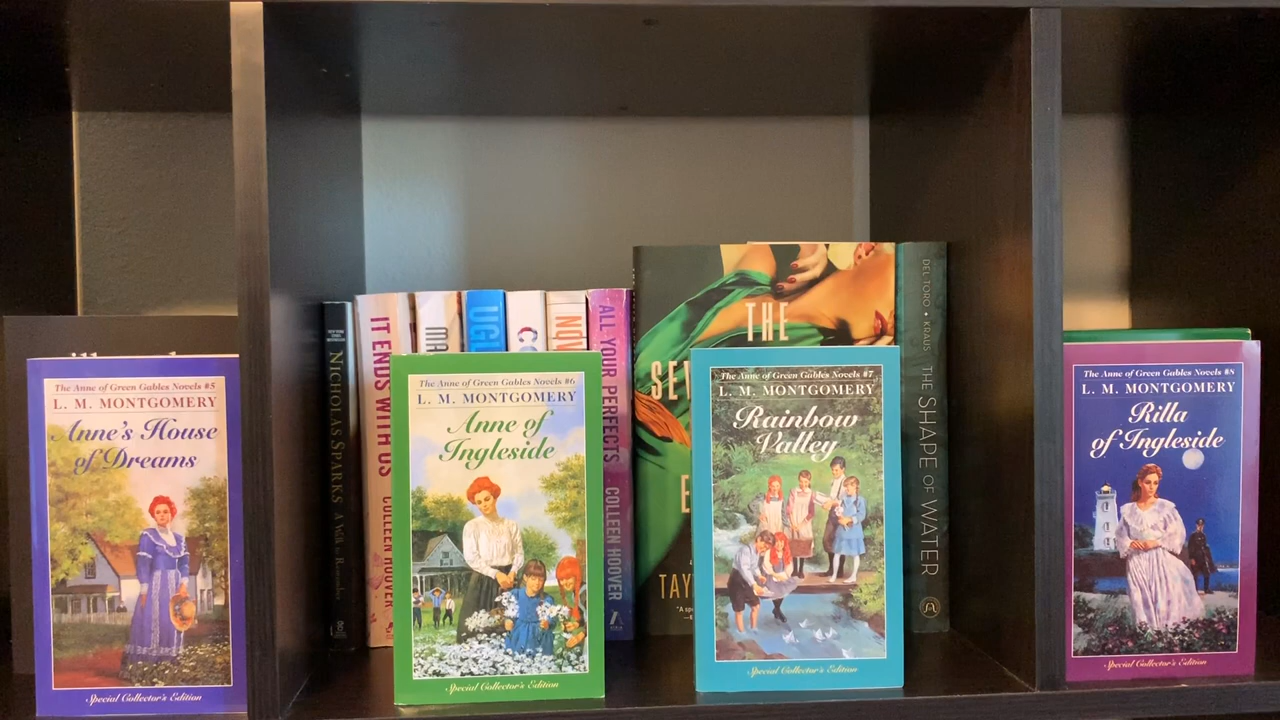 The Anne of Green Gables Novels #5
L. M. MONTGOMERY
Anne's House
of Dreams
Special Collector's Edition
NICHOLAS SPARKS A Walk to Remember
IT ENDS WITH US COLLEEN HOOVER
The Anne of Green Gables Novels #6
L. M. MONTGOMERY
Anne of
Ingleside
Special Collector's Edition
ALL YOUR PERFECTS COLLEEN HOOVER
THE
The Anne of Green Gables Novels #7
L. M. MONTGOMERY
Rainbow
Valley
Special Collector's Edition
DEL TORO • KRAUS THE SHAPE OF WATER
The Anne of Green Gables Novels #8
L. M. MONTGOMERY
Rilla
of Ingleside
Special Collector's Edition